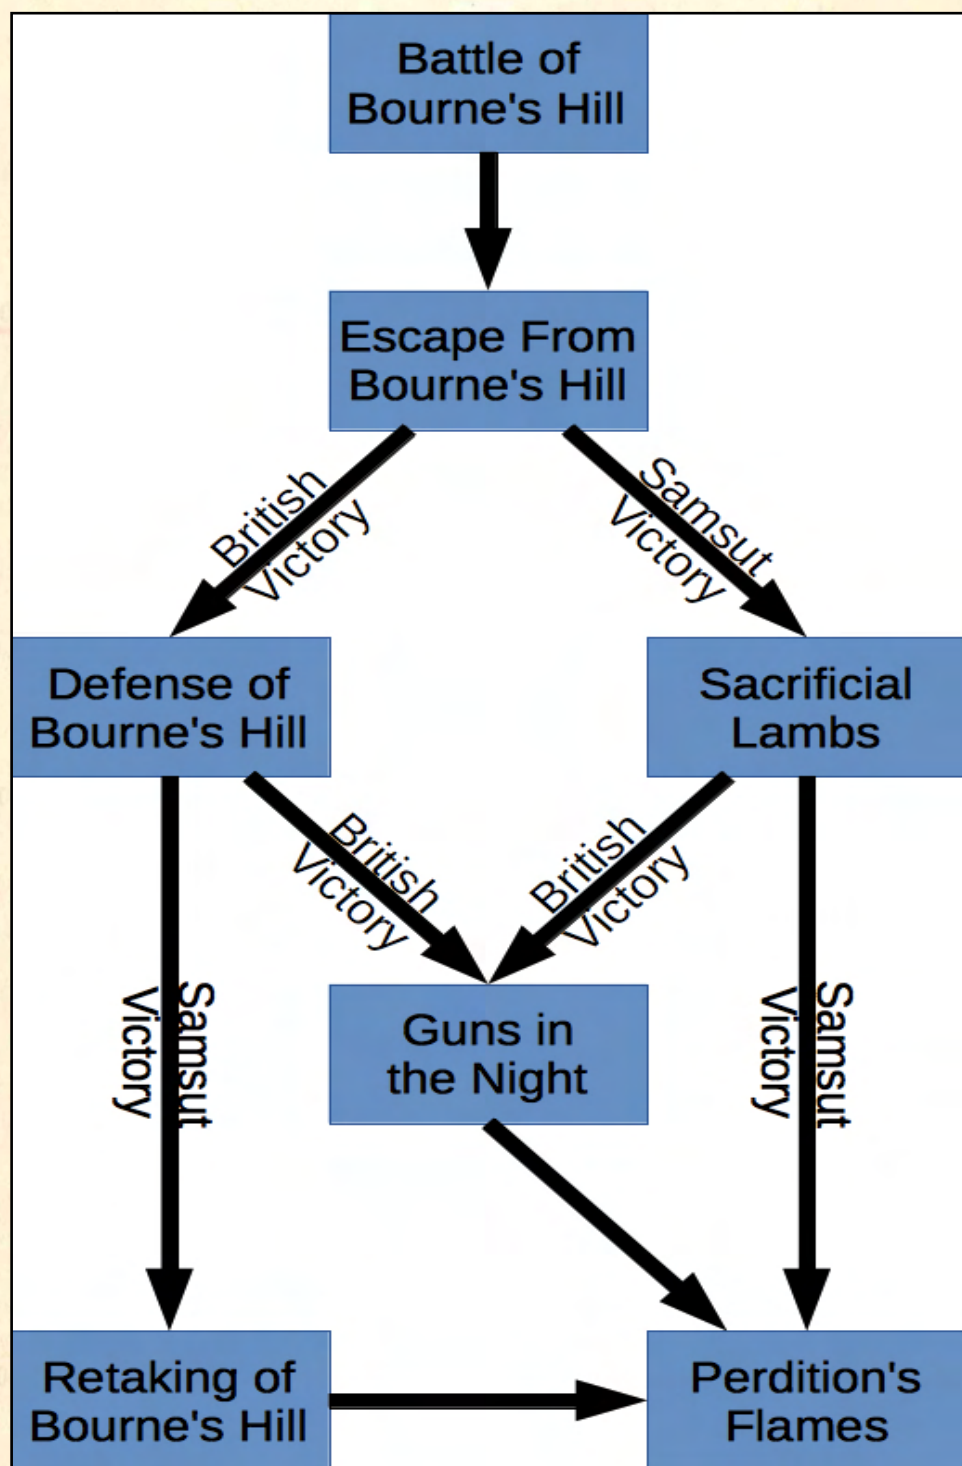 Battle of
Bourne's Hill
Escape From
Bourne's Hill
British
Victory
Samsut
Victory
Defense of
Bourne's Hill
Sacrificial
Lambs
British
Victory
British
Victory
Samsut
Victory
Guns in
the Night
Samsut
Victory
Retaking of
Bourne's Hill
Perdition's
Flames